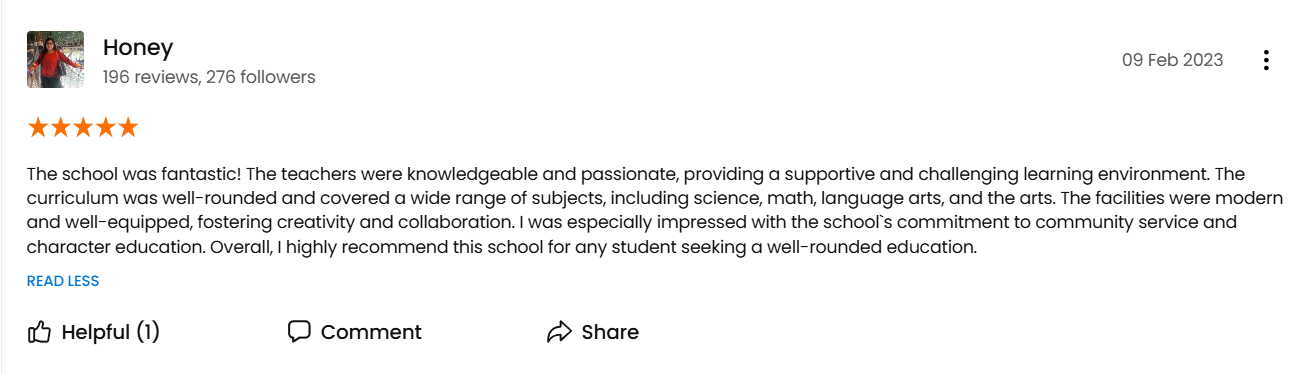 Honey
196 reviews, 276 followers
09 Feb 2023
The school was fantastic! The teachers were knowledgeable and passionate, providing a supportive and challenging learning environment. The
curriculum was well-rounded and covered a wide range of subjects, including science, math, language arts, and the arts. The facilities were modern
and well-equipped, fostering creativity and collaboration. I was especially impressed with the school`s commitment to community service and
character education. Overall, I highly recommend this school for any student seeking a well-rounded education.
READ LESS
Helpful (1)
Comment
Share